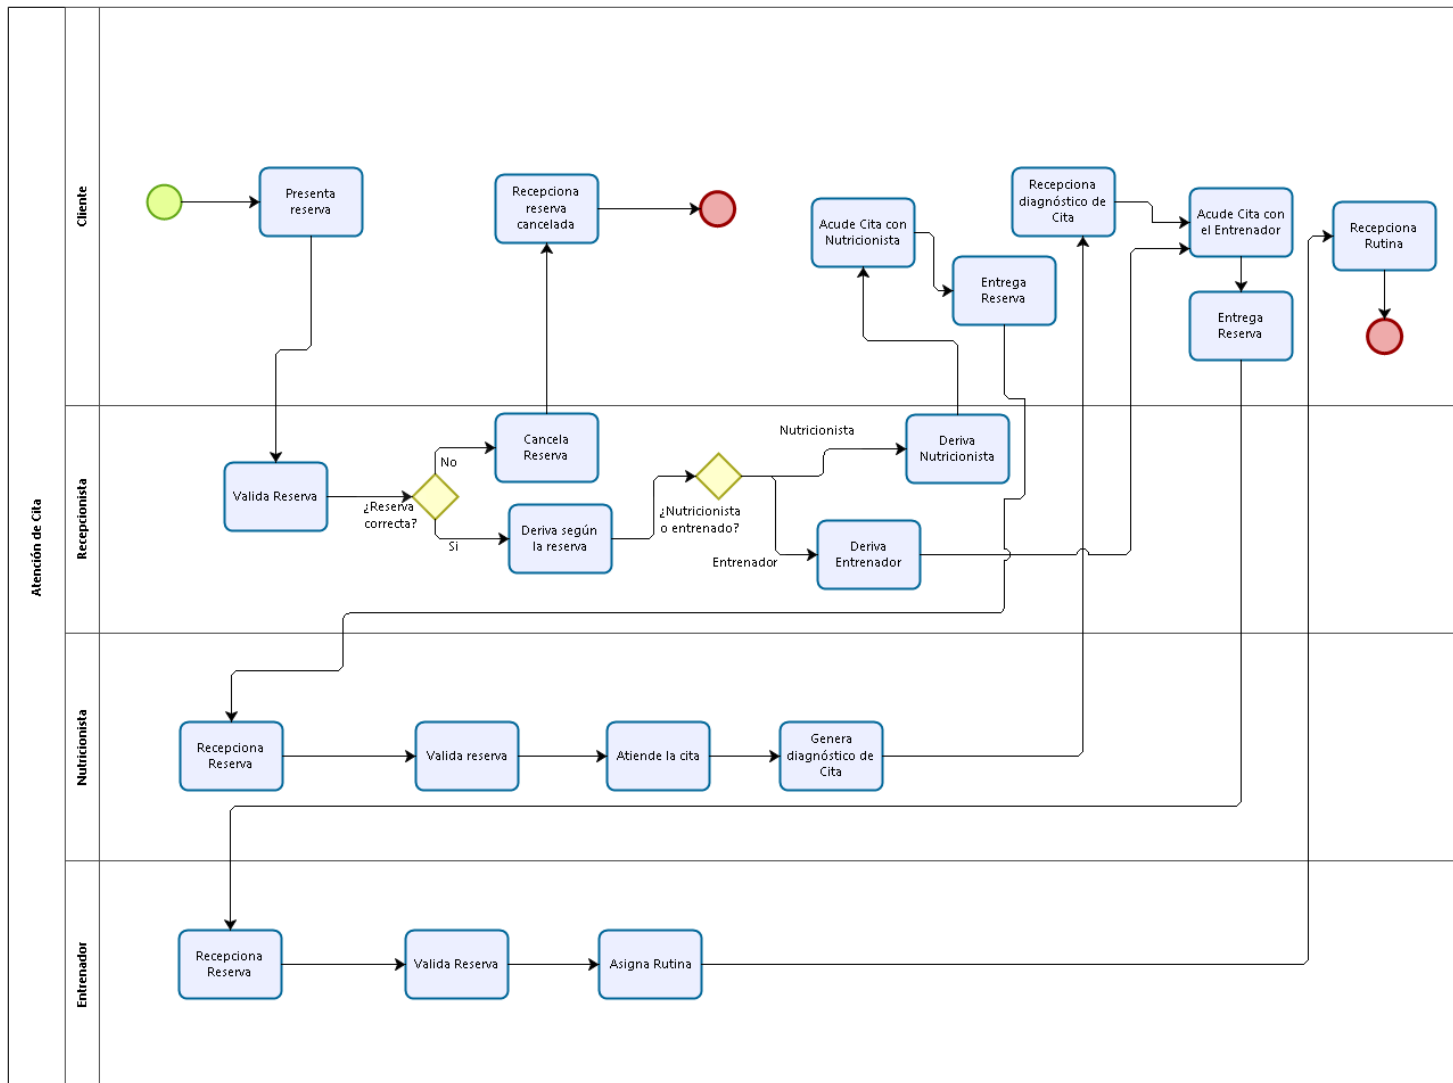 Atención de Cita
Cliente
Presenta
reserva
Recepciona
reserva
cancelada
Acude Cita con
Nutricionista
Entrega
Reserva
Recepciona
diagnóstico de
Cita
Acude Cita con
el Entrenador
Entrega
Reserva
Recepciona
Rutina
Recepcionista
Valida Reserva
¿Reserva
correcta?
No
Si
Cancela
Reserva
Deriva según
la reserva
¿Nutricionista
o entrenado?
Nutricionista
Entrenador
Deriva
Nutricionista
Deriva
Entrenador
Nutricionista
Recepciona
Reserva
Valida reserva
Atiende la cita
Genera
diagnóstico de
Cita
Entrenador
Recepciona
Reserva
Valida Reserva
Asigna Rutina